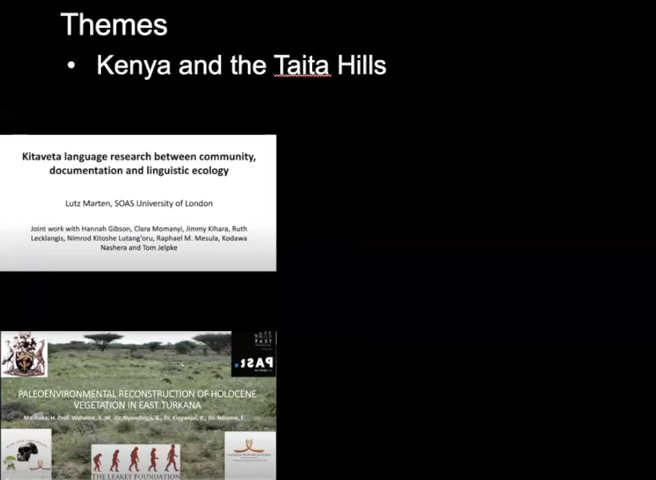 Themes
• Kenya and the Taita Hills
Kitaveta language research between community,
documentation and linguistic ecology
Lutz Marten, SOAS University of London
Joint work with Hannah Gibson, Clara Momanyi, Jimmy Kihara, Ruth
Lecklangis, Nimrod Kitoshe Lutang'oru, Raphael M. Mesula, Kodawa
Nashera and Tom Jelpke
PALEOENVIRONMENTAL RECONSTRUCTION OF HOLOCENE
VEGETATION IN EAST TURKANA
THE LEAKEY FOUNDATION